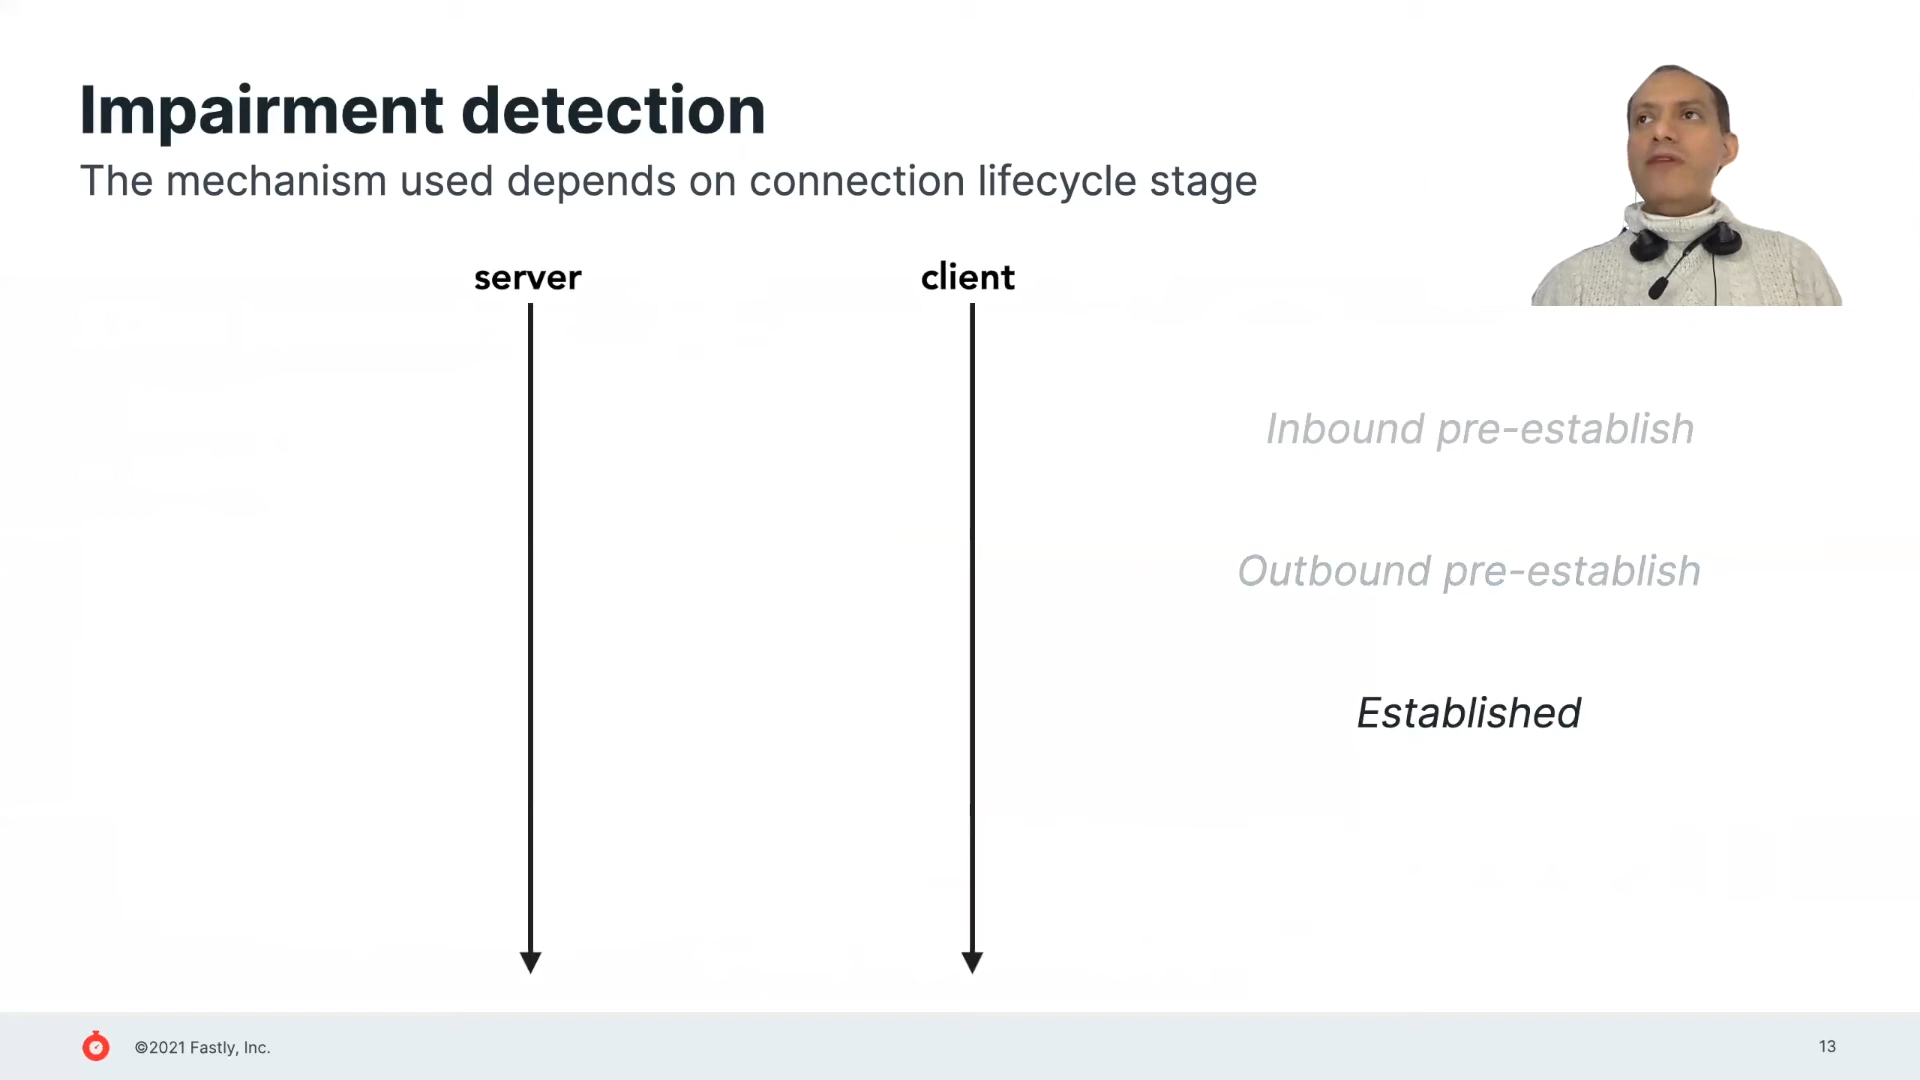 Impairment detection
The mechanism used depends on connection lifecycle stage
server
client
Inbound pre-establish
Outbound pre-establish
Established
©2021 Fastly, Inc.
13